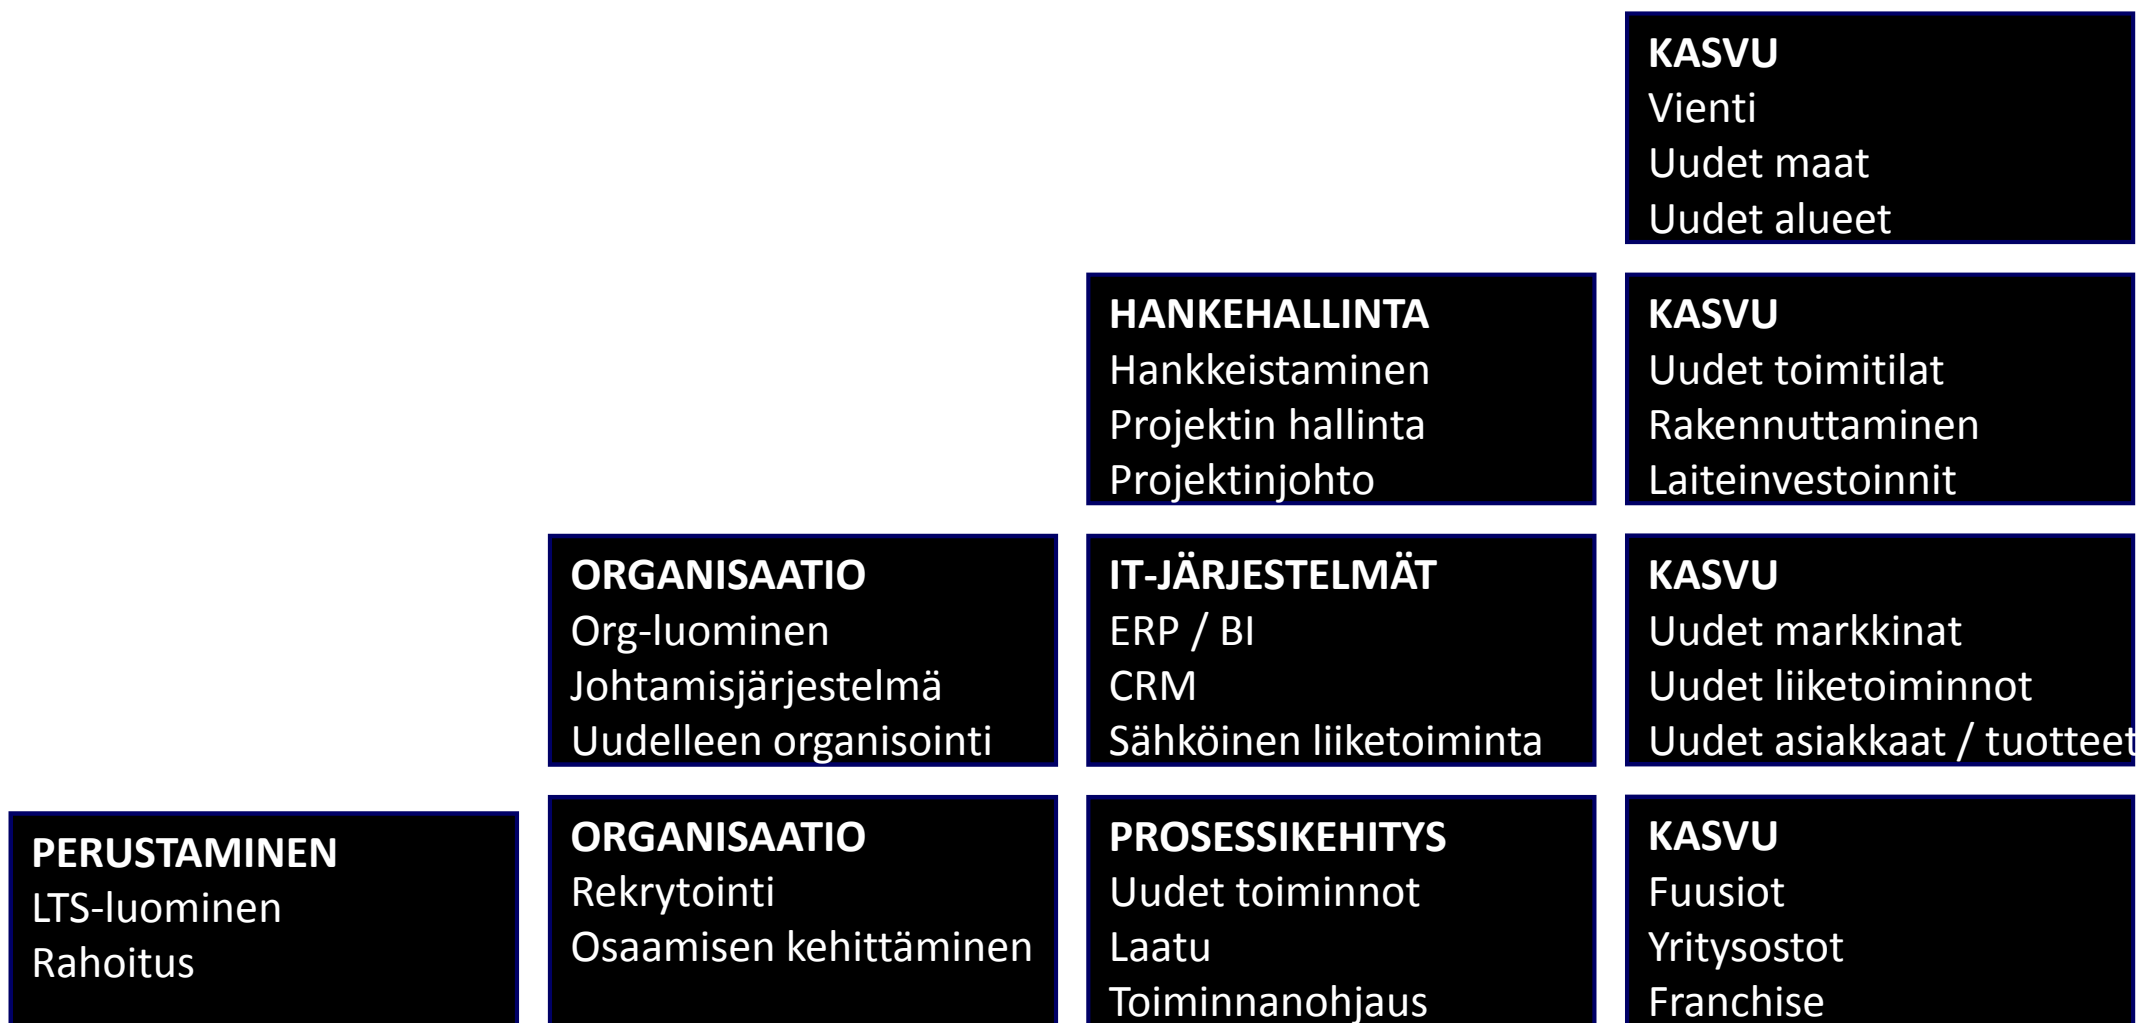 KASVU
Vienti
Uudet maat
Uudet alueet
HANKEHALLINTA
Hankkeistaminen
Projektin hallinta
Projektinjohto
KASVU
Uudet toimitilat
Rakennuttaminen
Laiteinvestoinnit
ORGANISAATIO
Org-luominen
Johtamisjärjestelmä
Uudelleen organisointi
IT-JÄRJESTELMÄT
ERP / BI
CRM
Sähköinen liiketoiminta
KASVU
Uudet markkinat
Uudet liiketoiminnot
Uudet asiakkaat / tuotteet
PERUSTAMINEN
LTS-luominen
Rahoitus
ORGANISAATIO
Rekrytointi
Osaamisen kehittäminen
PROSESSIKEHITYS
Uudet toiminnot
Laatu
Toiminnanohjaus
KASVU
Fuusiot
Yritysostot
Franchise